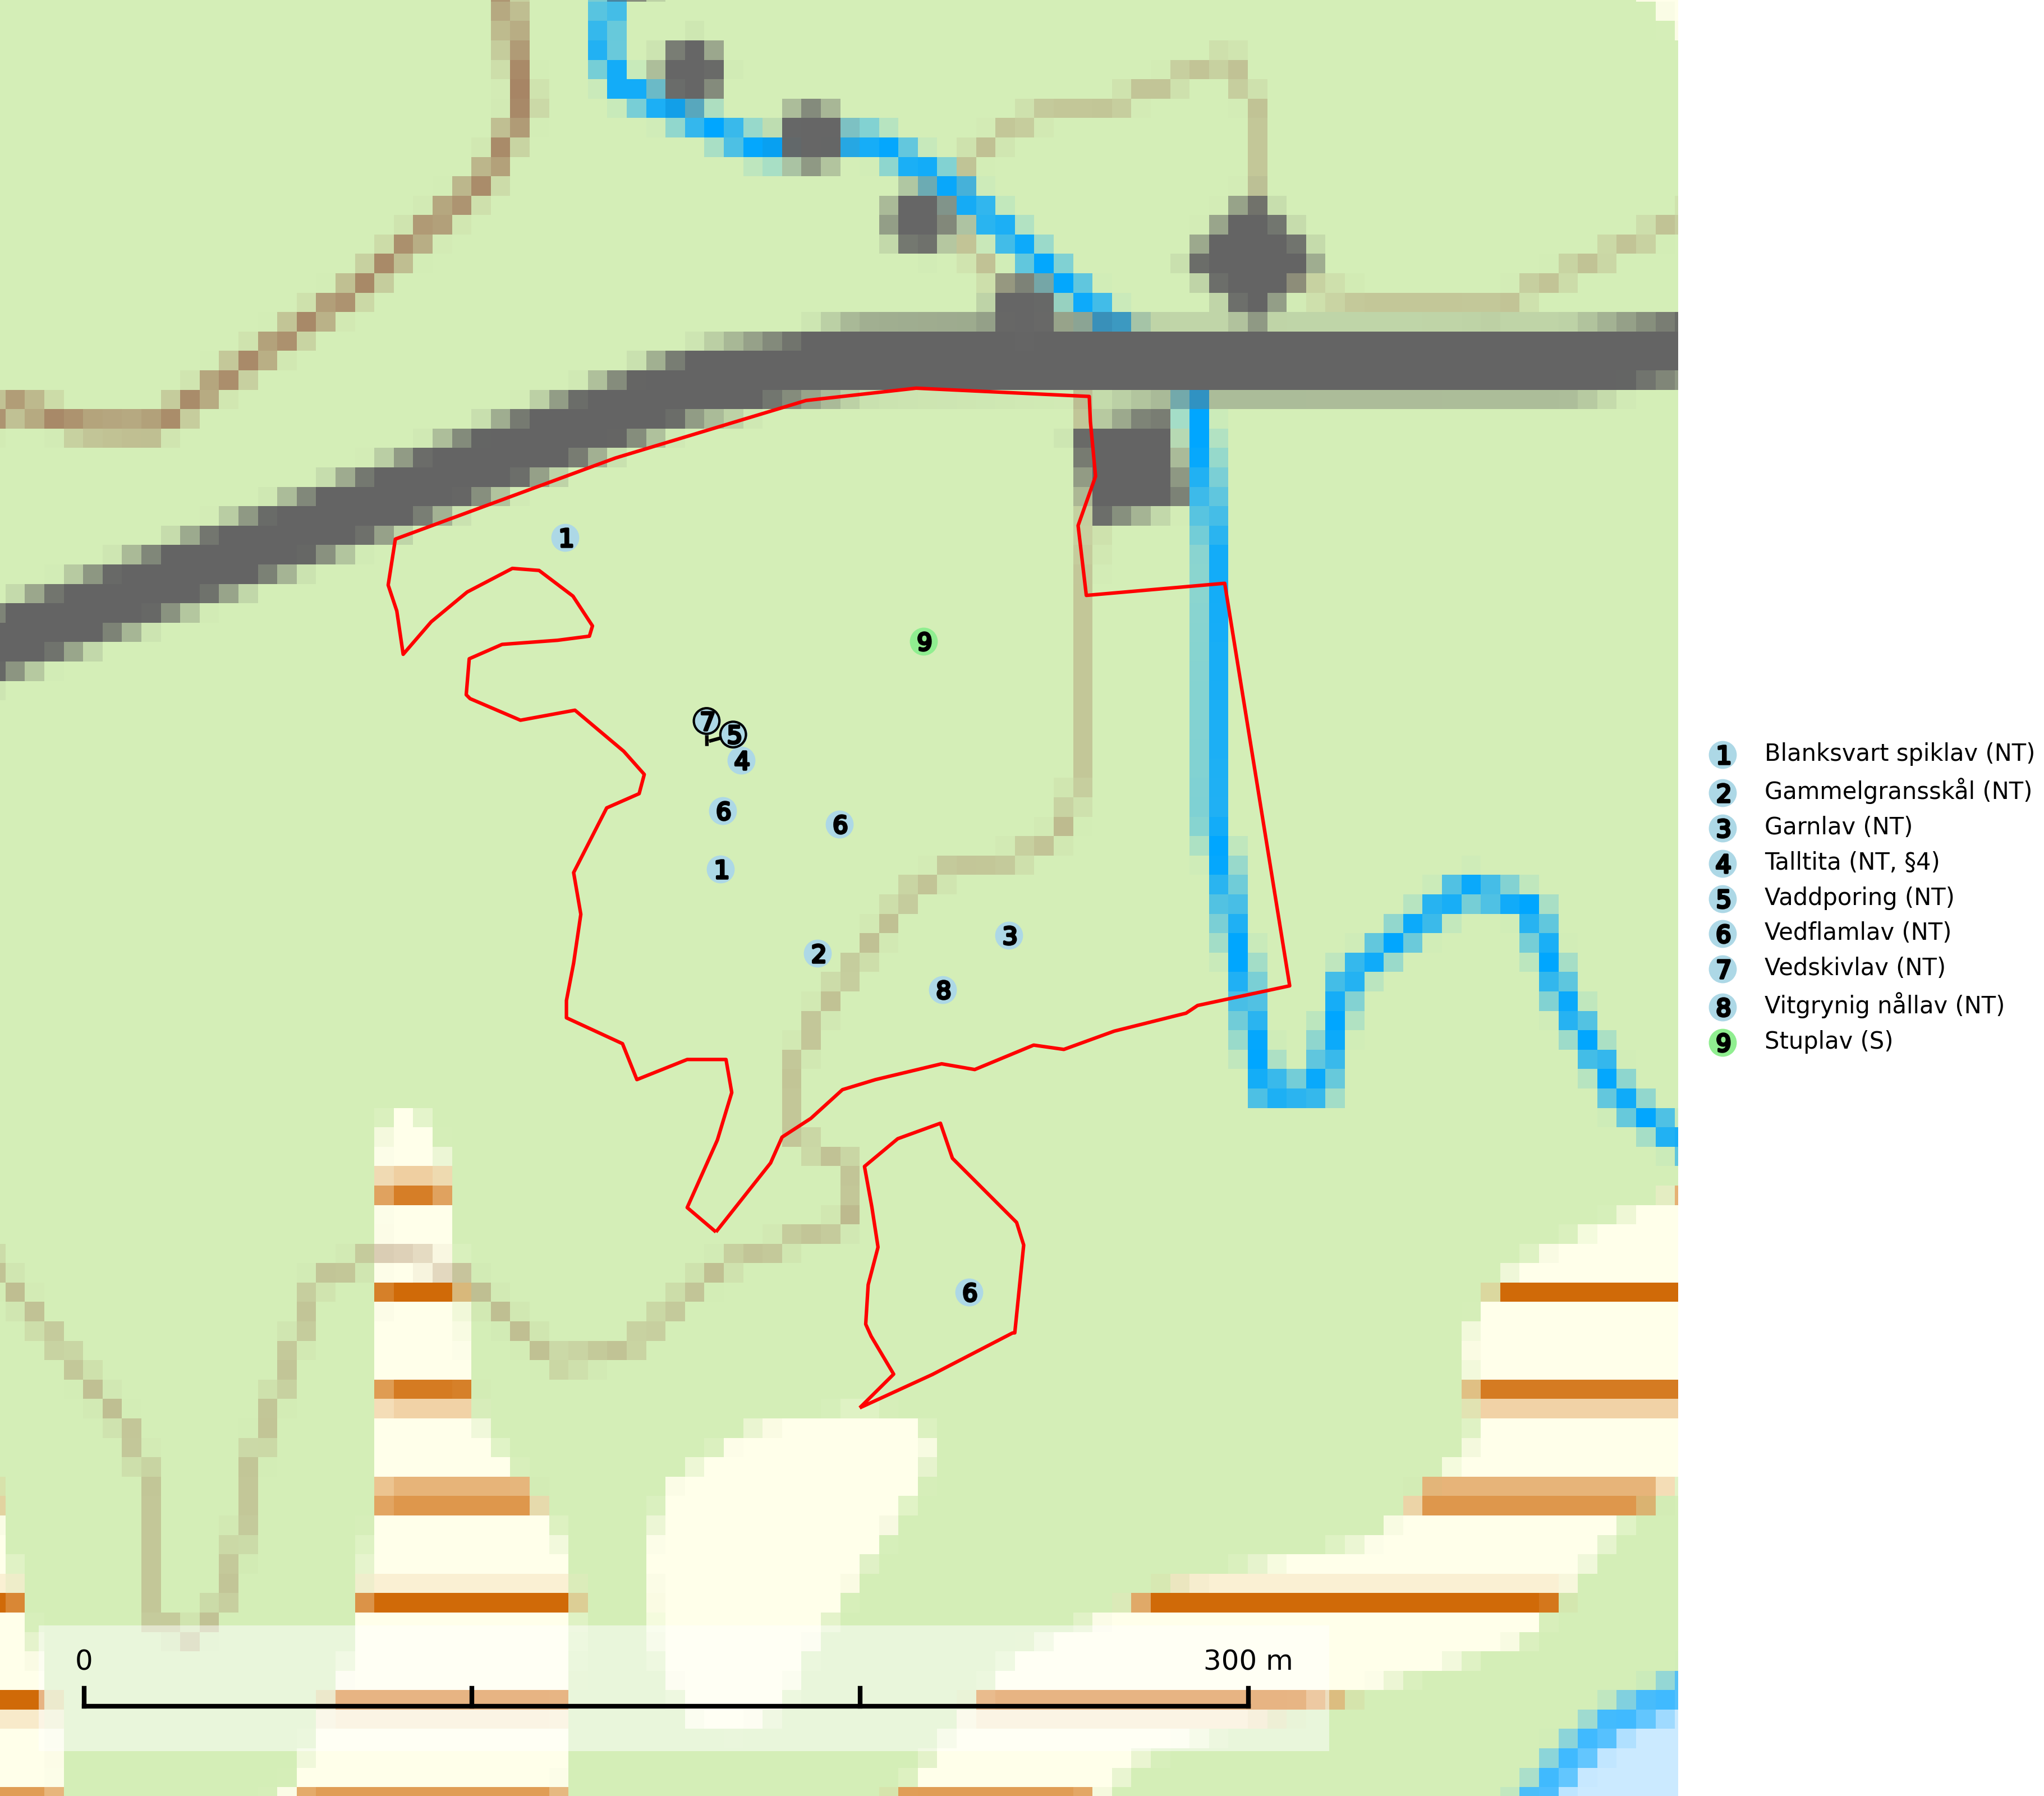 1
9
7
5
4
6
6
1
3
2
8
6
1 Blanksvart spiklav (NT)
2 Gammelgransskål (NT)
3 Garnlav (NT)
4 Talltita (NT, §4)
5 Vaddporing (NT)
6 Vedflamlav (NT)
7 Vedskivlav (NT)
8 Vitgrynig nållav (NT)
9 Stuplav (S)
0 300 m